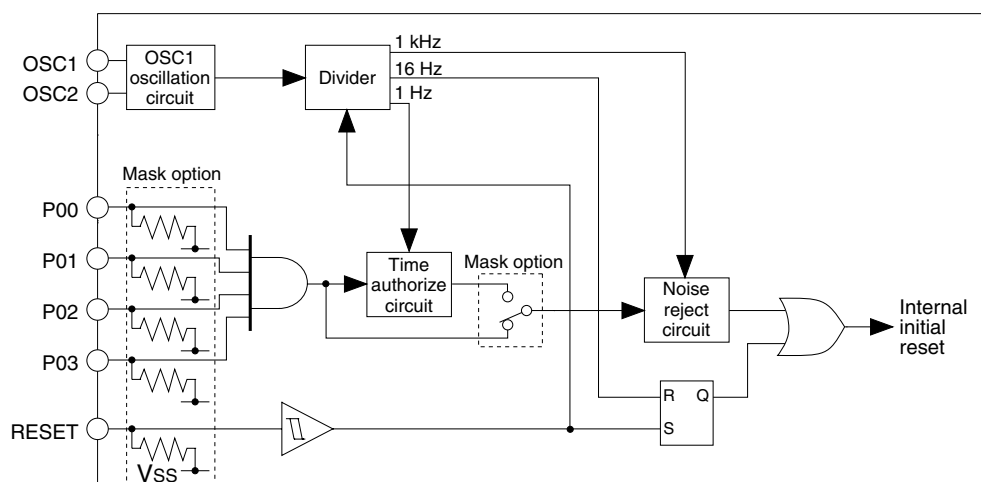 OSC1
OSC2
OSC1
oscillation
circuit
Divider
1 kHz
16 Hz
1 Hz
Mask option
P00
P01
P02
P03
RESET
Vss
Time
authorize
circuit
Mask option
Noise
reject
circuit
R
Q
S
Internal
initial
reset